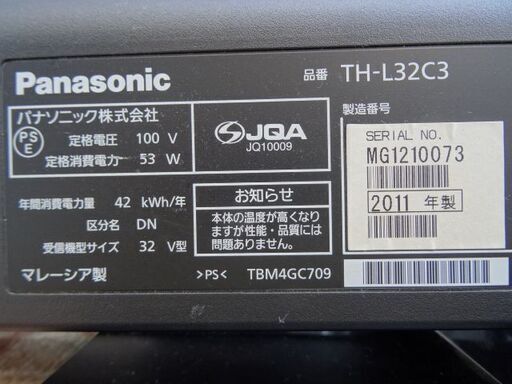 Panasonic
品番 TH-L32C3
パナソニック株式会社
PS
E
定格電圧 100 V
定格消費電力 53 W
JQA
JQ10009
製造番号
SERIAL NO.
MG1210073
2011 年製
年間消費電力量 42 kWh/年
区分名 DN
受信機型サイズ 32 V型
お知らせ
本体の温度が高くなり
ますが性能・品質には
問題ありません。
マレーシア製
>PS< TBM4GC709